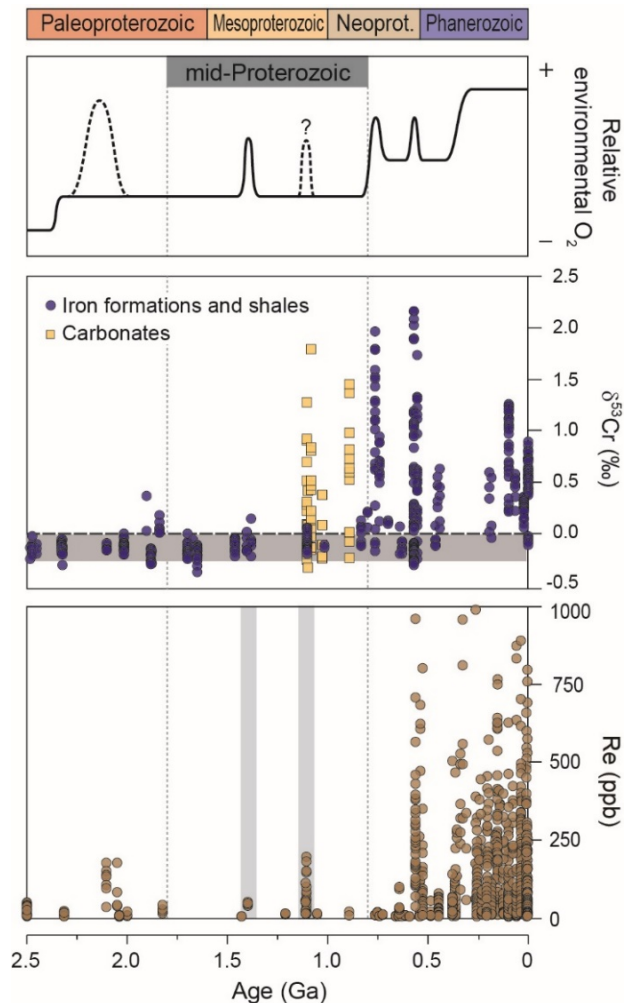 Paleoproterozoic Mesoproterozoic Neoprot. Phanerozoic
mid-Proterozoic
?
+
Relative
environmental O2
−
Iron formations and shales
Carbonates
2.5
2.0
1.5
1.0
0.5
0.0
-0.5
δ53Cr (‰)
1000
750
500
250
0
Re (ppb)
2.5 2.0 1.5 1.0 0.5 0
Age (Ga)